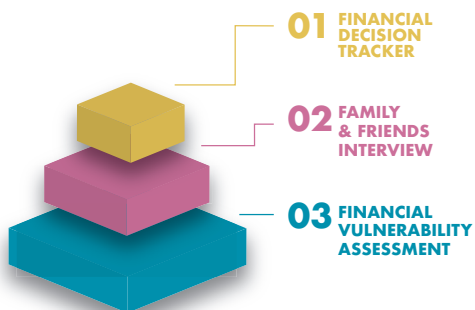 01 FINANCIAL
DECISION
TRACKER
02 FAMILY
& FRIENDS
INTERVIEW
03 FINANCIAL
VULNERABILITY
ASSESSMENT